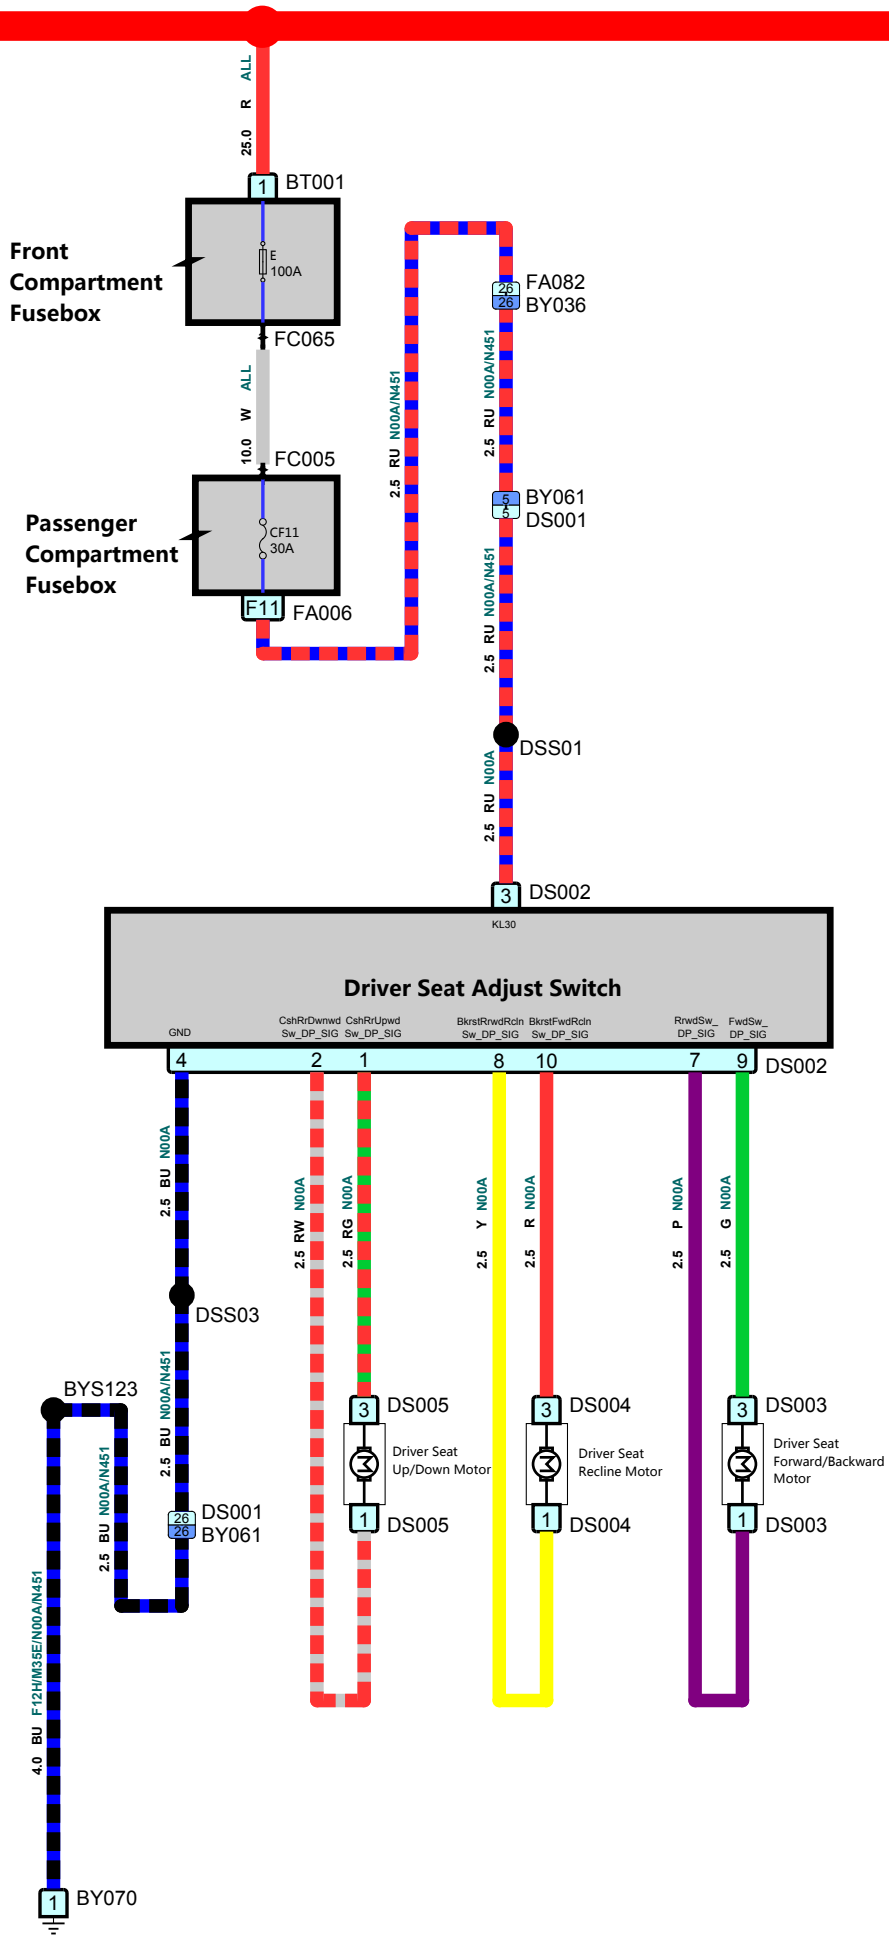 25.0 R ALL
1 BT001
Front
Compartment
Fusebox
E
100A
FC065
10.0 W ALL
FC005
Passenger
Compartment
Fusebox
CF11
30A
F11 FA006
2.5 RU N00A/N451
26 FA082
26 BY036
2.5 RU N00A/N451
5 BY061
5 DS001
2.5 RU N00A/N451
DSS01
2.5 RU N00A
3 DS002
KL30
Driver Seat Adjust Switch
GND
CshRrDwnwd
Sw_DP_SIG
CshRrUpwd
Sw_DP_SIG
BkrstRrwdRcln
Sw_DP_SIG
BkrstFwdRcln
Sw_DP_SIG
RrwdSw_
DP_SIG
FwdSw_
DP_SIG
4 2 1 8 10 7 9 DS002
2.5 BU N00A
2.5 RW N00A
2.5 RG N00A
2.5 Y N00A
2.5 R N00A
2.5 P N00A
2.5 G N00A
DSS03
BYS123
2.5 BU N00A/N451
2.5 BU N00A/N451
3 DS005
Driver Seat
Up/Down Motor
1 DS005
3 DS004
Driver Seat
Recline Motor
1 DS004
3 DS003
Driver Seat
Forward/Backward
Motor
1 DS003
26 DS001
26 BY061
4.0 BU F12H/M35E/N00A/N451
1 BY070